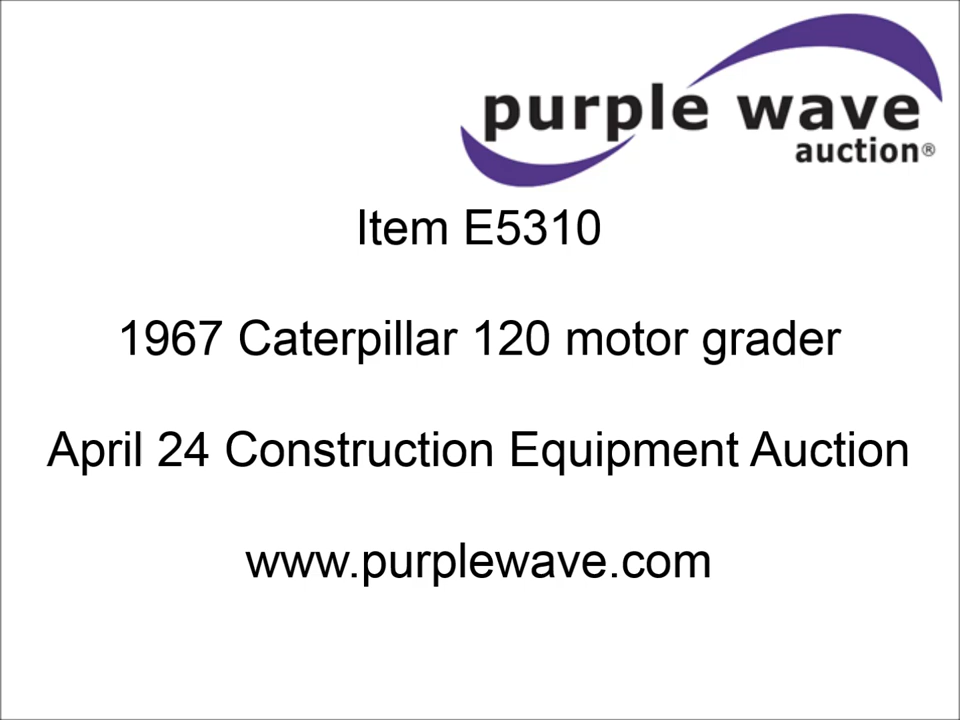 purple wave
auction®
Item E5310
1967 Caterpillar 120 motor grader
April 24 Construction Equipment Auction
www.purplewave.com